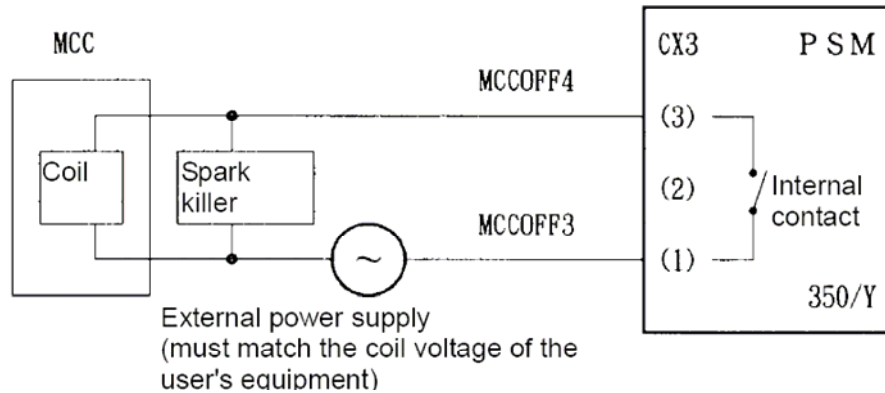 MCC
CX3 PSM
MCCOFF4
(3)
Coil
Spark
killer
(2)
Internal
contact
MCCOFF3
(1)
~
350/Y
External power supply
(must match the coil voltage of the
user's equipment)